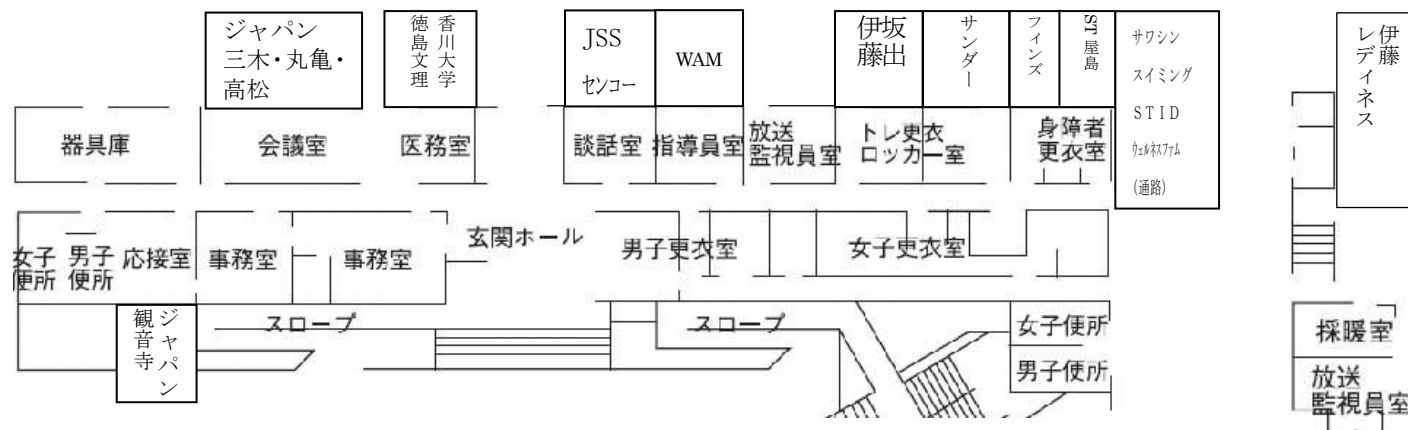 ジャパン
三木・丸亀・
高松
香川大学
徳島文理
JSS
センコー
WAM
坂出
伊藤
サンダー
フィンズ
ST屋島
サワシン
スイミング
STID
ウェルネスファム
(通路)
伊藤
レディネス
器具庫
会議室
医務室
談話室
指導員室
放送
監視員室
トレ更衣
ロッカー室
身障者
更衣室
女子
便所
男子
便所
応接室
事務室
事務室
玄関ホール
男子更衣室
女子更衣室
ジャパン
観音寺
スロープ
スロープ
女子便所
男子便所
採暖室
放送
監視員室